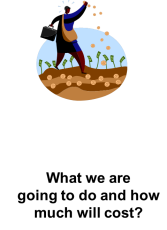 What we are
going to do and how
much will cost?